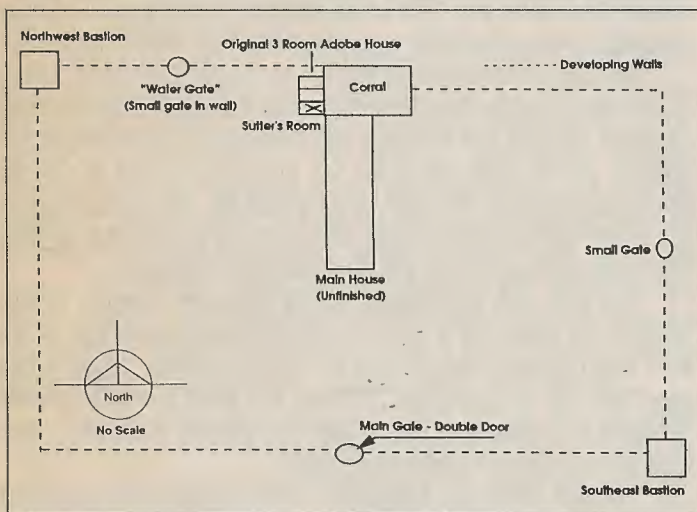 Northwest Bastion
Original 3 Room Adobe House
"Water Gate"
(Small gate in wall)
Corral
Developing Walls
Sutter's Room
Small Gate
Main House
(Unfinished)
North
No Scale
Main Gate - Double Door
Southeast Bastion